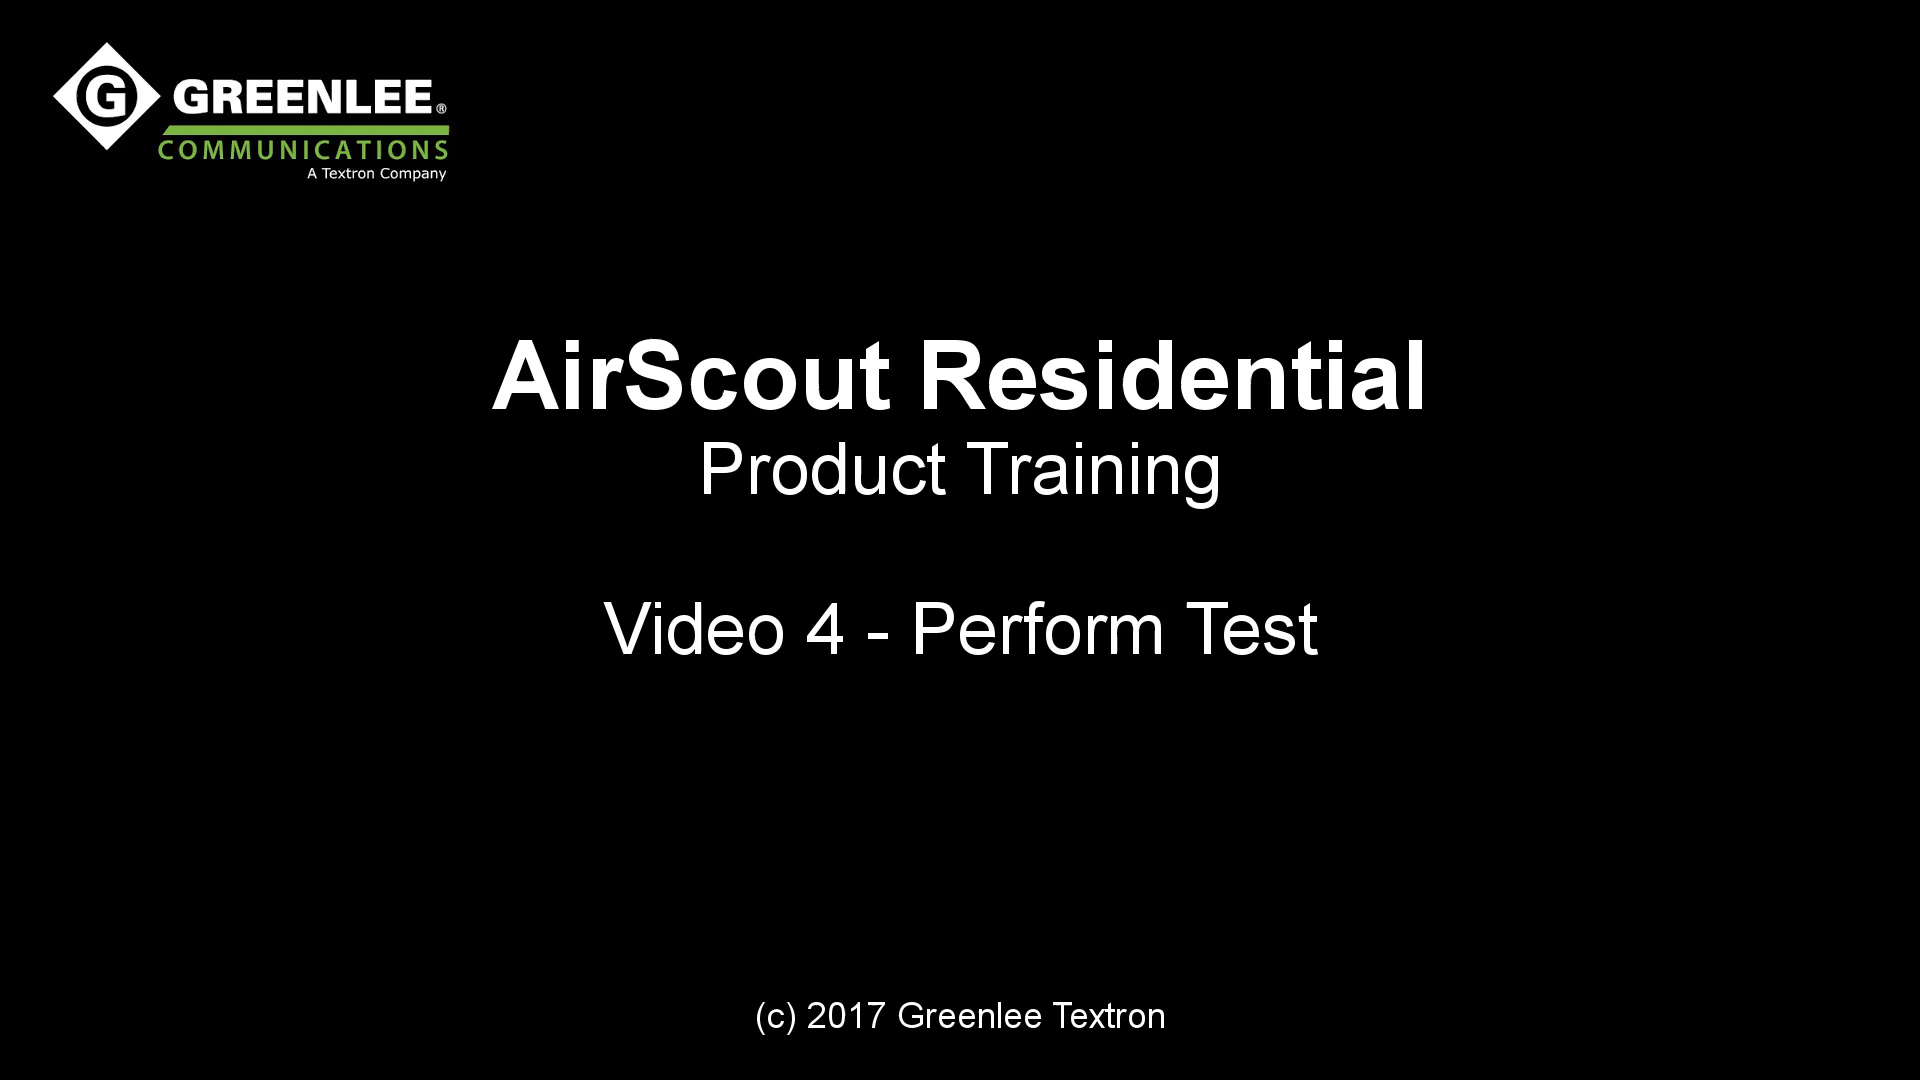 G GREENLEE®
COMMUNICATIONS
A Textron Company
AirScout Residential
Product Training
Video 4 - Perform Test
(c) 2017 Greenlee Textron